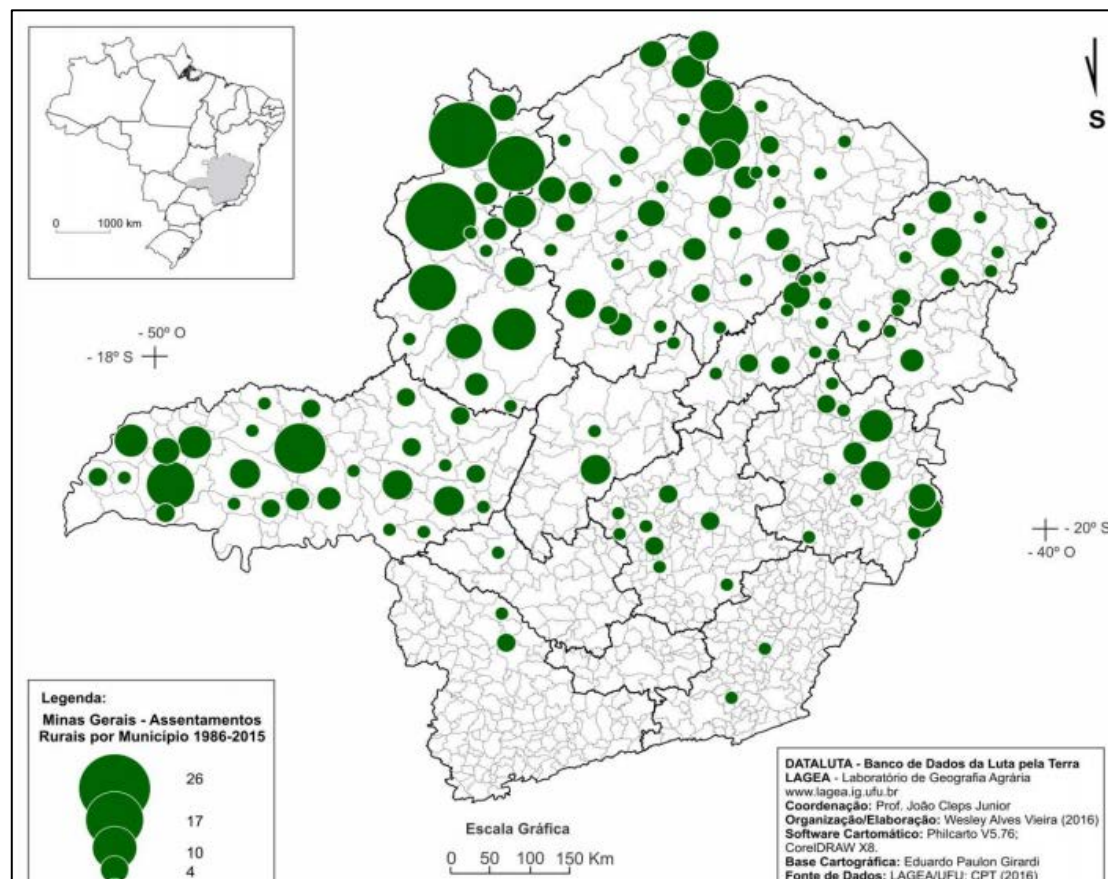 0 1000 km
S
- 50º O
- 18º S
- 20º S
- 40º O
Legenda:
Minas Gerais - Assentamentos
Rurais por Município 1986-2015
26
17
10
4
Escala Gráfica
0 50 100 150 Km
DATALUTA - Banco de Dados da Luta pela Terra
LAGEA - Laboratório de Geografia Agrária
www.lagea.ig.ufu.br
Coordenação: Prof. João Cleps Junior
Organização/Elaboração: Wesley Alves Vieira (2016)
Software Cartomático: Philcarto V5.76;
CorelDRAW X8.
Base Cartográfica: Eduardo Paulon Girardi
Fonte de Dados: LAGEA/UFU; CPT (2016)